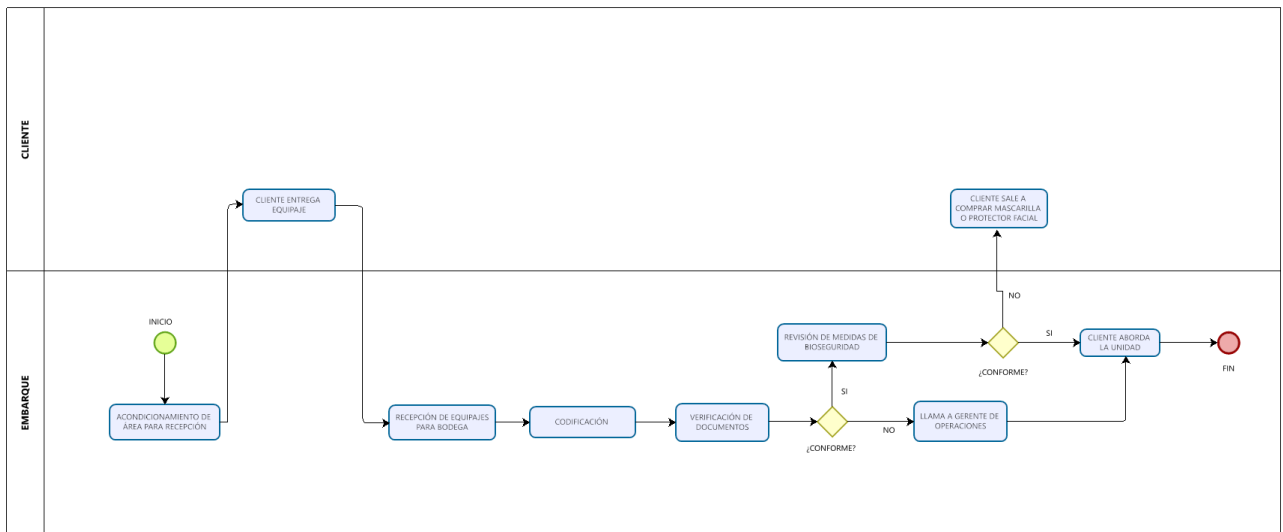 CLIENTE
CLIENTE ENTREGA
EQUIPAJE
CLIENTE SALE A
COMPRAR MASCARILLA
O PROTECTOR FACIAL
EMBARQUE
INICIO
ACONDICIONAMIENTO DE
ÁREA PARA RECEPCIÓN
RECEPCIÓN DE EQUIPAJES
PARA BODEGA
CODIFICACIÓN
VERIFICACIÓN DE
DOCUMENTOS
¿CONFORME?
SI
NO
REVISIÓN DE MEDIDAS DE
BIOSEGURIDAD
LLAMA A GERENTE DE
OPERACIONES
¿CONFORME?
NO
SI
CLIENTE ABORDA
LA UNIDAD
FIN